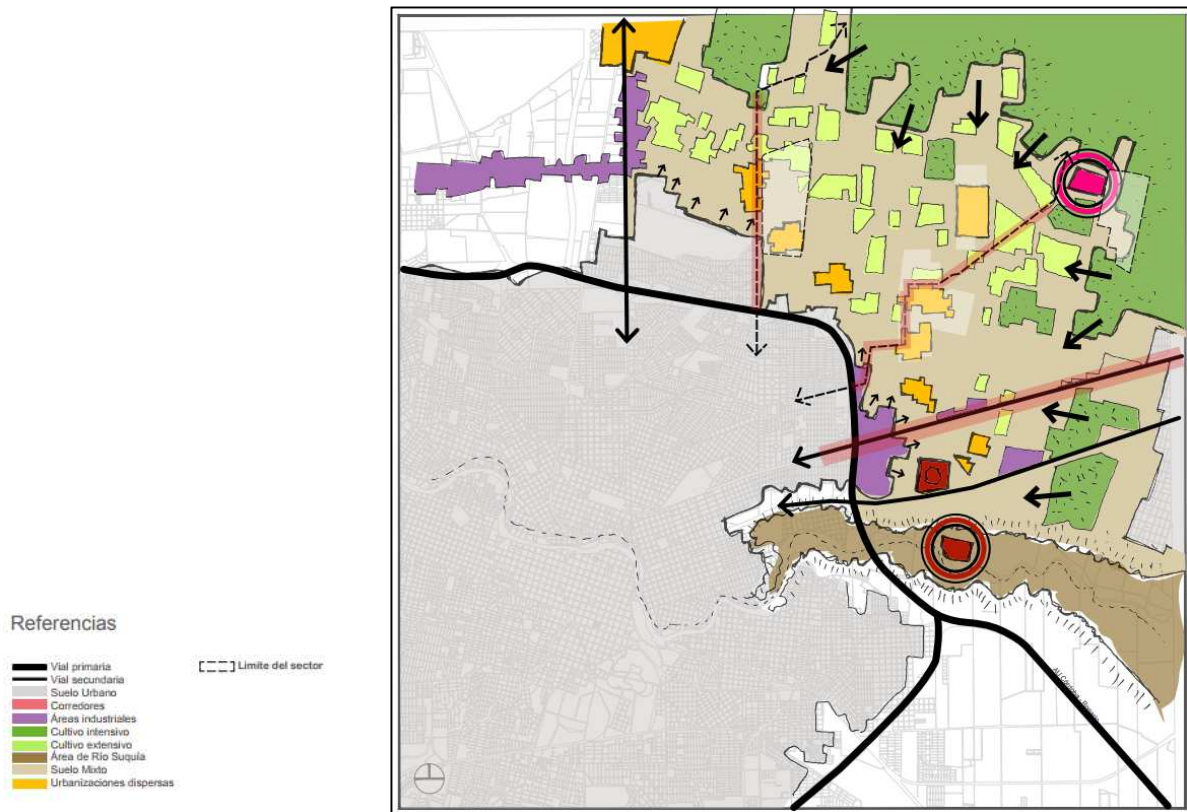 Referencias
Vial primaria
Vial secundaria
Suelo Urbano
Corredores
Áreas industriales
Cultivo intensivo
Cultivo extensivo
Área de Río Suquía
Suelo Mixto
Urbanizaciones dispersas
Limite del sector